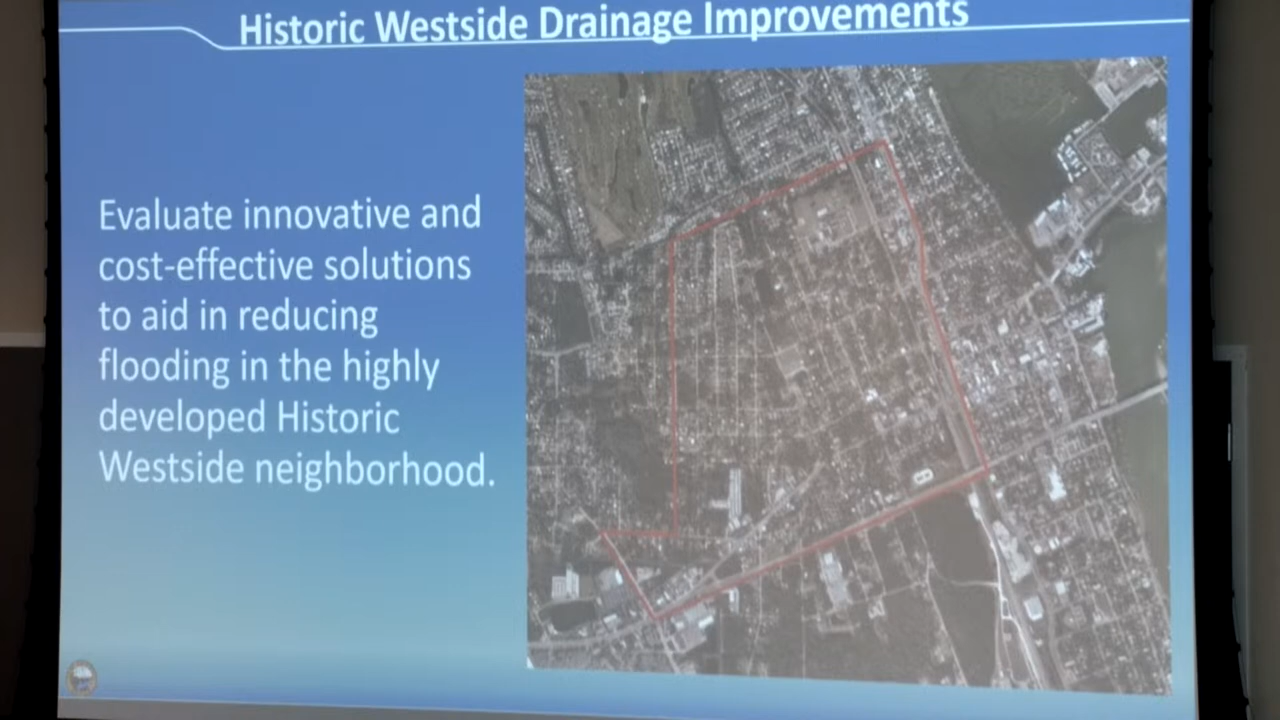 Historic Westside Drainage Improvements
Evaluate innovative and
cost-effective solutions
to aid in reducing
flooding in the highly
developed Historic
Westside neighborhood.